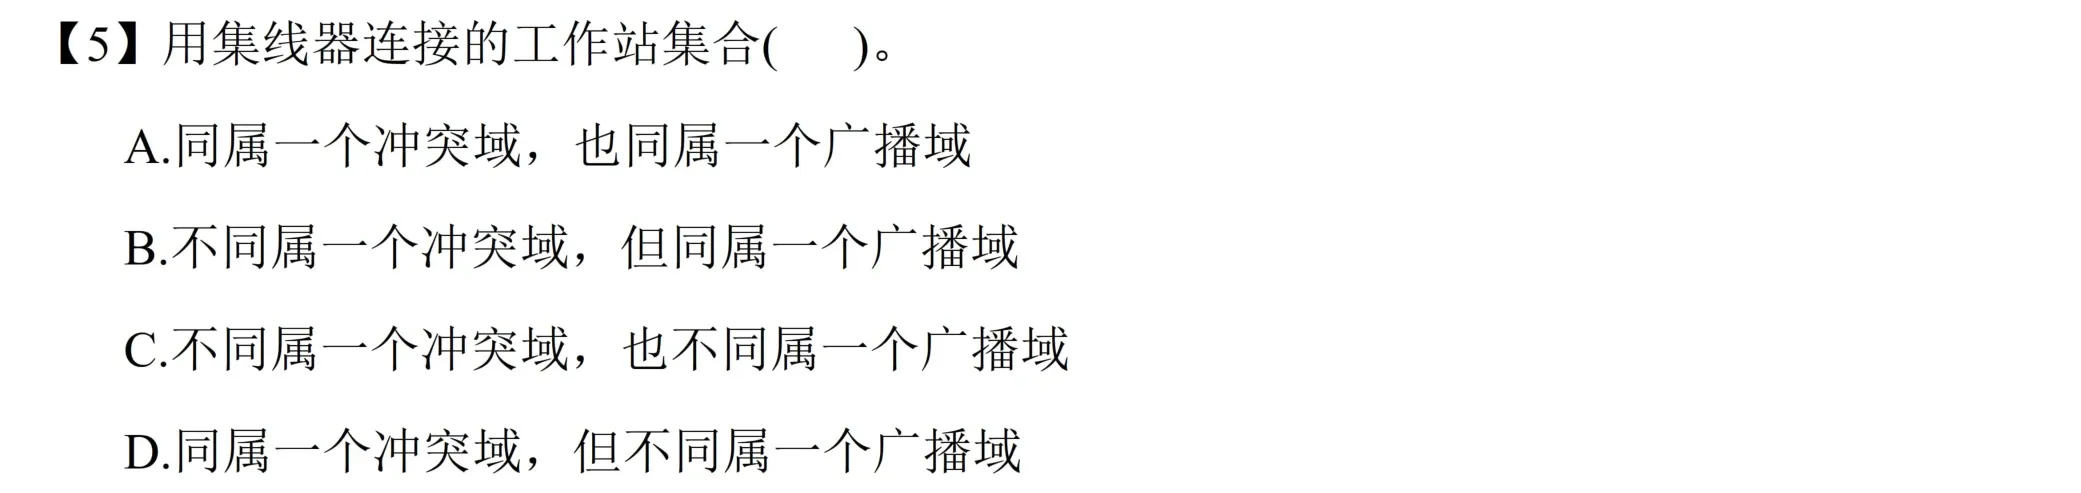 【5】用集线器连接的工作站集合(    )。
A.同属一个冲突域，也同属一个广播域
B.不同属一个冲突域，但同属一个广播域
C.不同属一个冲突域，也不同属一个广播域
D.同属一个冲突域，但不同属一个广播域